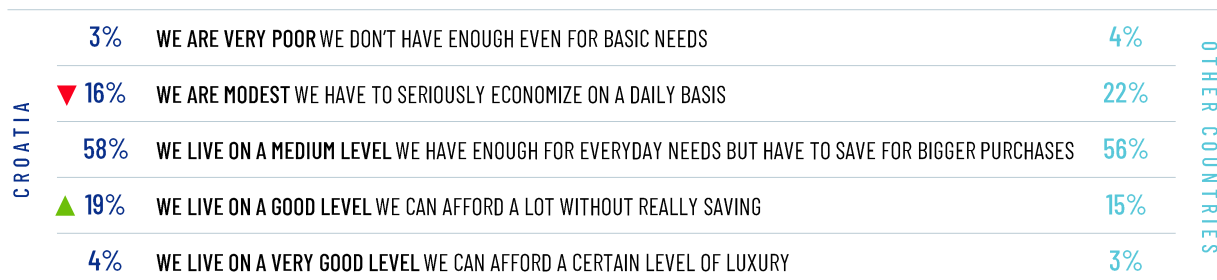 CROATIA
3% WE ARE VERY POOR WE DON'T HAVE ENOUGH EVEN FOR BASIC NEEDS 4%
16% WE ARE MODEST WE HAVE TO SERIOUSLY ECONOMIZE ON A DAILY BASIS 22%
58% WE LIVE ON A MEDIUM LEVEL WE HAVE ENOUGH FOR EVERYDAY NEEDS BUT HAVE TO SAVE FOR BIGGER PURCHASES 56%
19% WE LIVE ON A GOOD LEVEL WE CAN AFFORD A LOT WITHOUT REALLY SAVING 15%
4% WE LIVE ON A VERY GOOD LEVEL WE CAN AFFORD A CERTAIN LEVEL OF LUXURY 3%
OTHER COUNTRIES